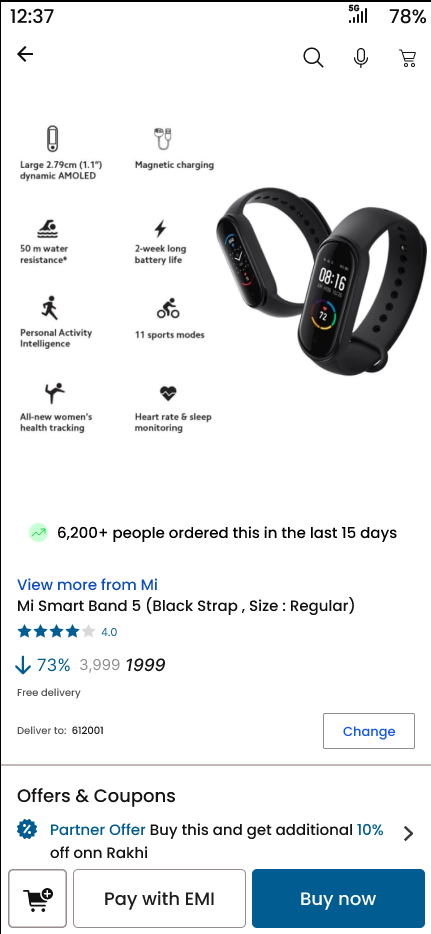 12:37
5G
78%
Large 2.79cm (1.1")
dynamic AMOLED
Magnetic charging
50 m water
resistance*
2-week long
battery life
Personal Activity
Intelligence
11 sports modes
All-new women's
health tracking
Heart rate & sleep
monitoring
08:16
72
6,200+ people ordered this in the last 15 days
View more from Mi
Mi Smart Band 5 (Black Strap , Size : Regular)
4.0
73% 3,999 1999
Free delivery
Deliver to: 612001
Change
Offers & Coupons
Partner Offer Buy this and get additional 10%
off onn Rakhi
Pay with EMI
Buy now